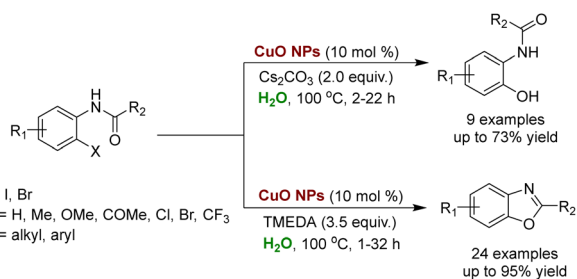 H
N
R₁
R₂
O
X
I, Br
= H, Me, OMe, COMe, Cl, Br, CF₃
= alkyl, aryl
CuO NPs (10 mol %)
Cs₂CO₃ (2.0 equiv.)
H₂O, 100 ºC, 2-22 h
R₂
O
NH
R₁
OH
9 examples
up to 73% yield
CuO NPs (10 mol %)
TMEDA (3.5 equiv.)
H₂O, 100 ºC, 1-32 h
R₁
N
R₂
O
24 examples
up to 95% yield